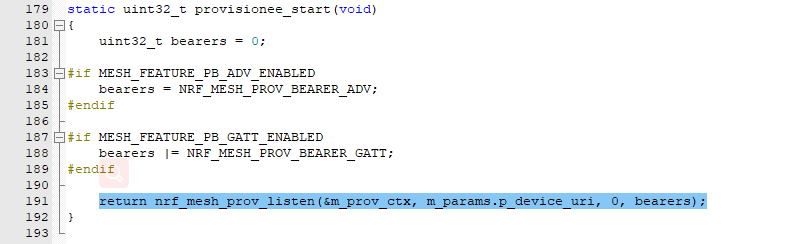 179 static uint32_t provisionee_start(void)
180 {
181 uint32_t bearers = 0;
182
183 #if MESH_FEATURE_PB_ADV_ENABLED
184 bearers = NRF_MESH_PROV_BEARER_ADV;
185 #endif
186
187 #if MESH_FEATURE_PB_GATT_ENABLED
188 bearers |= NRF_MESH_PROV_BEARER_GATT;
189 #endif
190
191 return nrf_mesh_prov_listen(&m_prov_ctx, m_params.p_device_uri, 0, bearers);
192 }
193